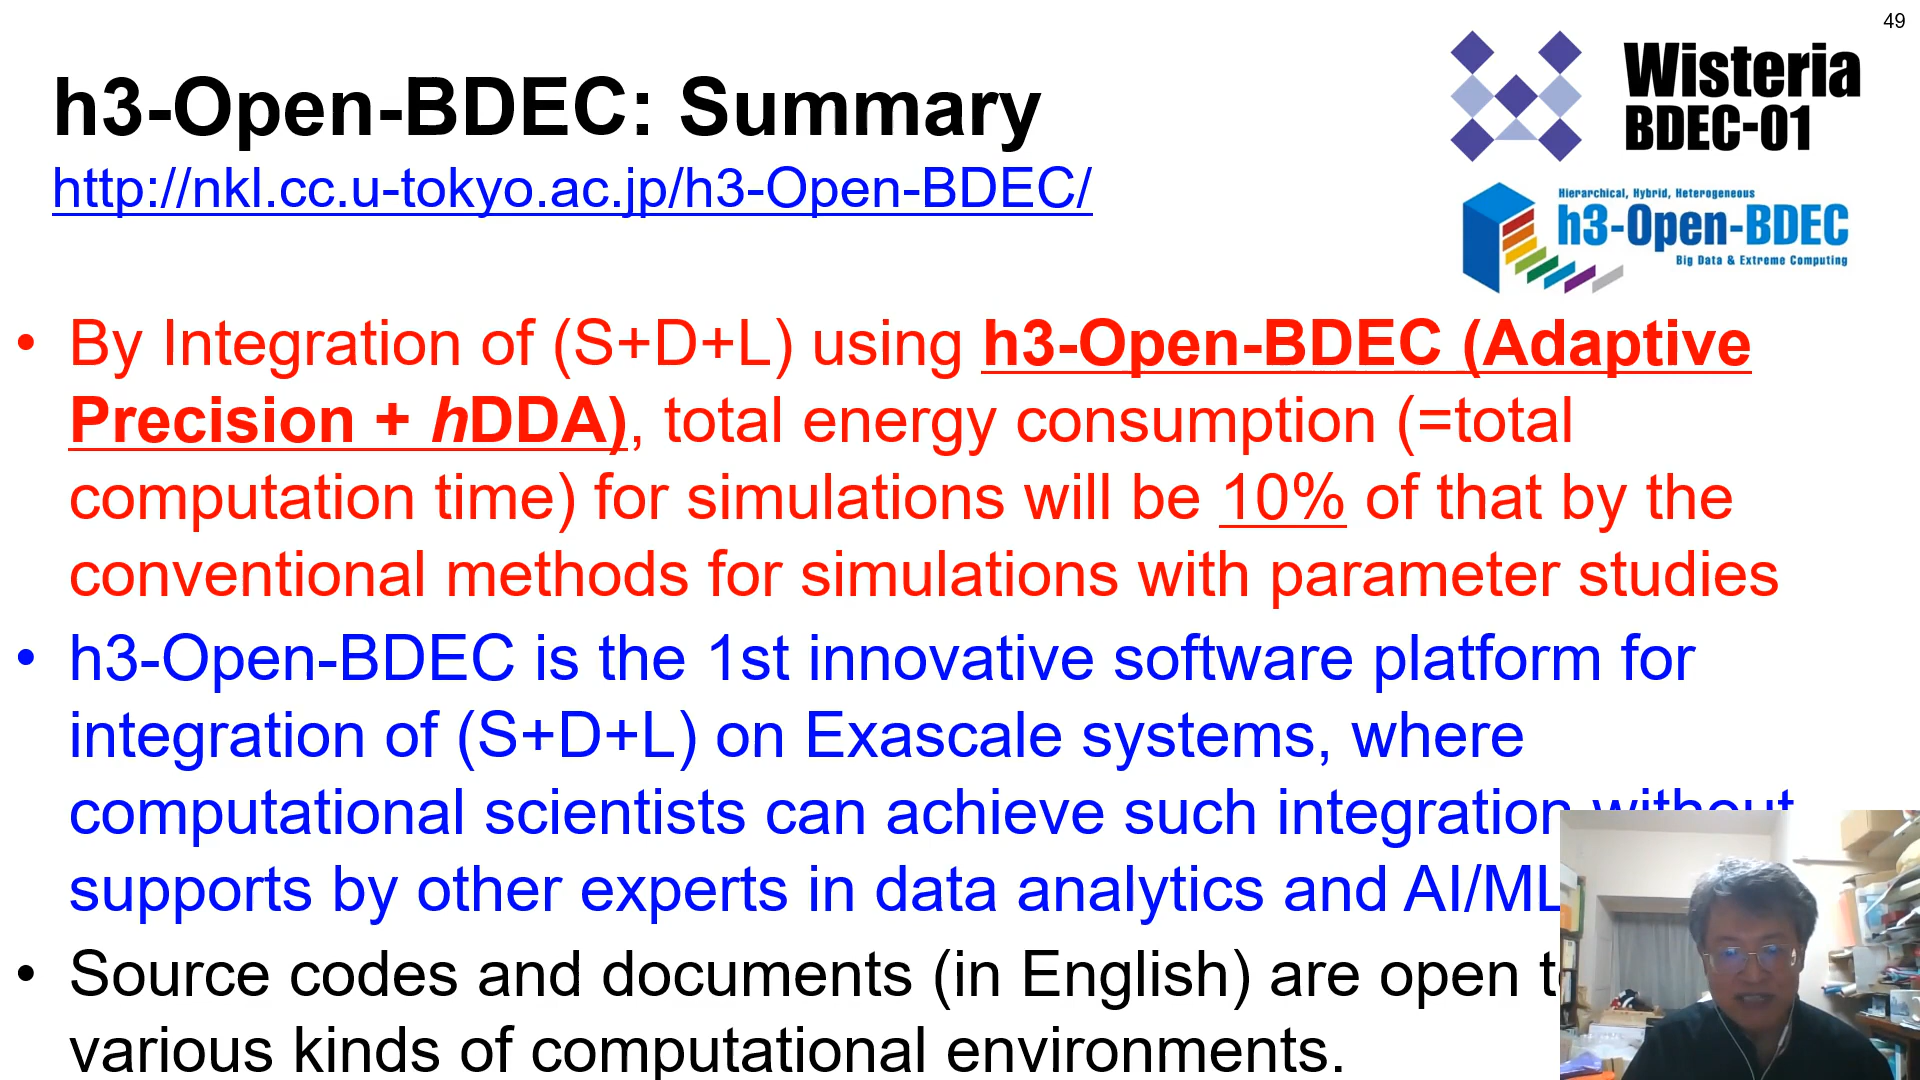 49
h3-Open-BDEC: Summary
http://nkl.cc.u-tokyo.ac.jp/h3-Open-BDEC/
Wisteria
BDEC-01
Hierarchical, Hybrid, Heterogeneous
h3-Open-BDEC
Big Data & Extreme Computing
• By Integration of (S+D+L) using h3-Open-BDEC (Adaptive
Precision + hDDA), total energy consumption (=total
computation time) for simulations will be 10% of that by the
conventional methods for simulations with parameter studies
• h3-Open-BDEC is the 1st innovative software platform for
integration of (S+D+L) on Exascale systems, where
computational scientists can achieve such integration without
supports by other experts in data analytics and AI/ML
• Source codes and documents (in English) are open
various kinds of computational environments.